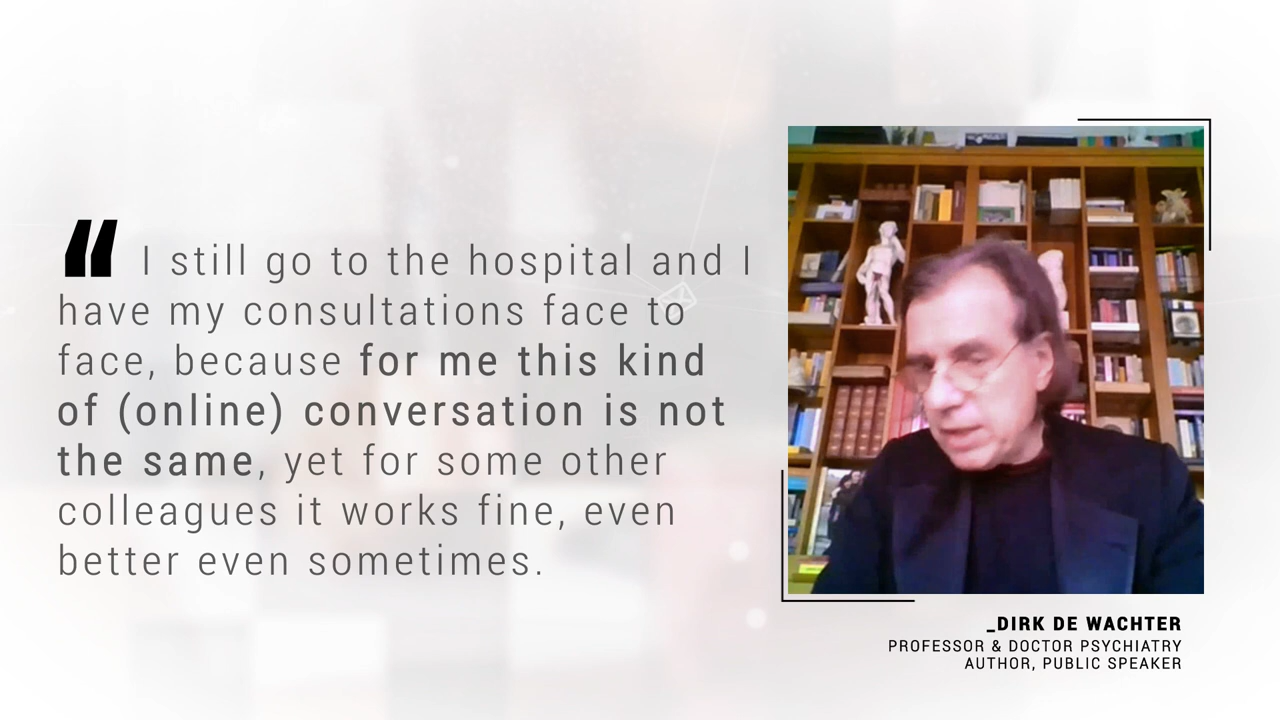 “ I still go to the hospital and I
have my consultations face to
face, because for me this kind
of (online) conversation is not
the same, yet for some other
colleagues it works fine, even
better even sometimes.
_DIRK DE WACHTER
PROFESSOR & DOCTOR PSYCHIATRY
AUTHOR, PUBLIC SPEAKER